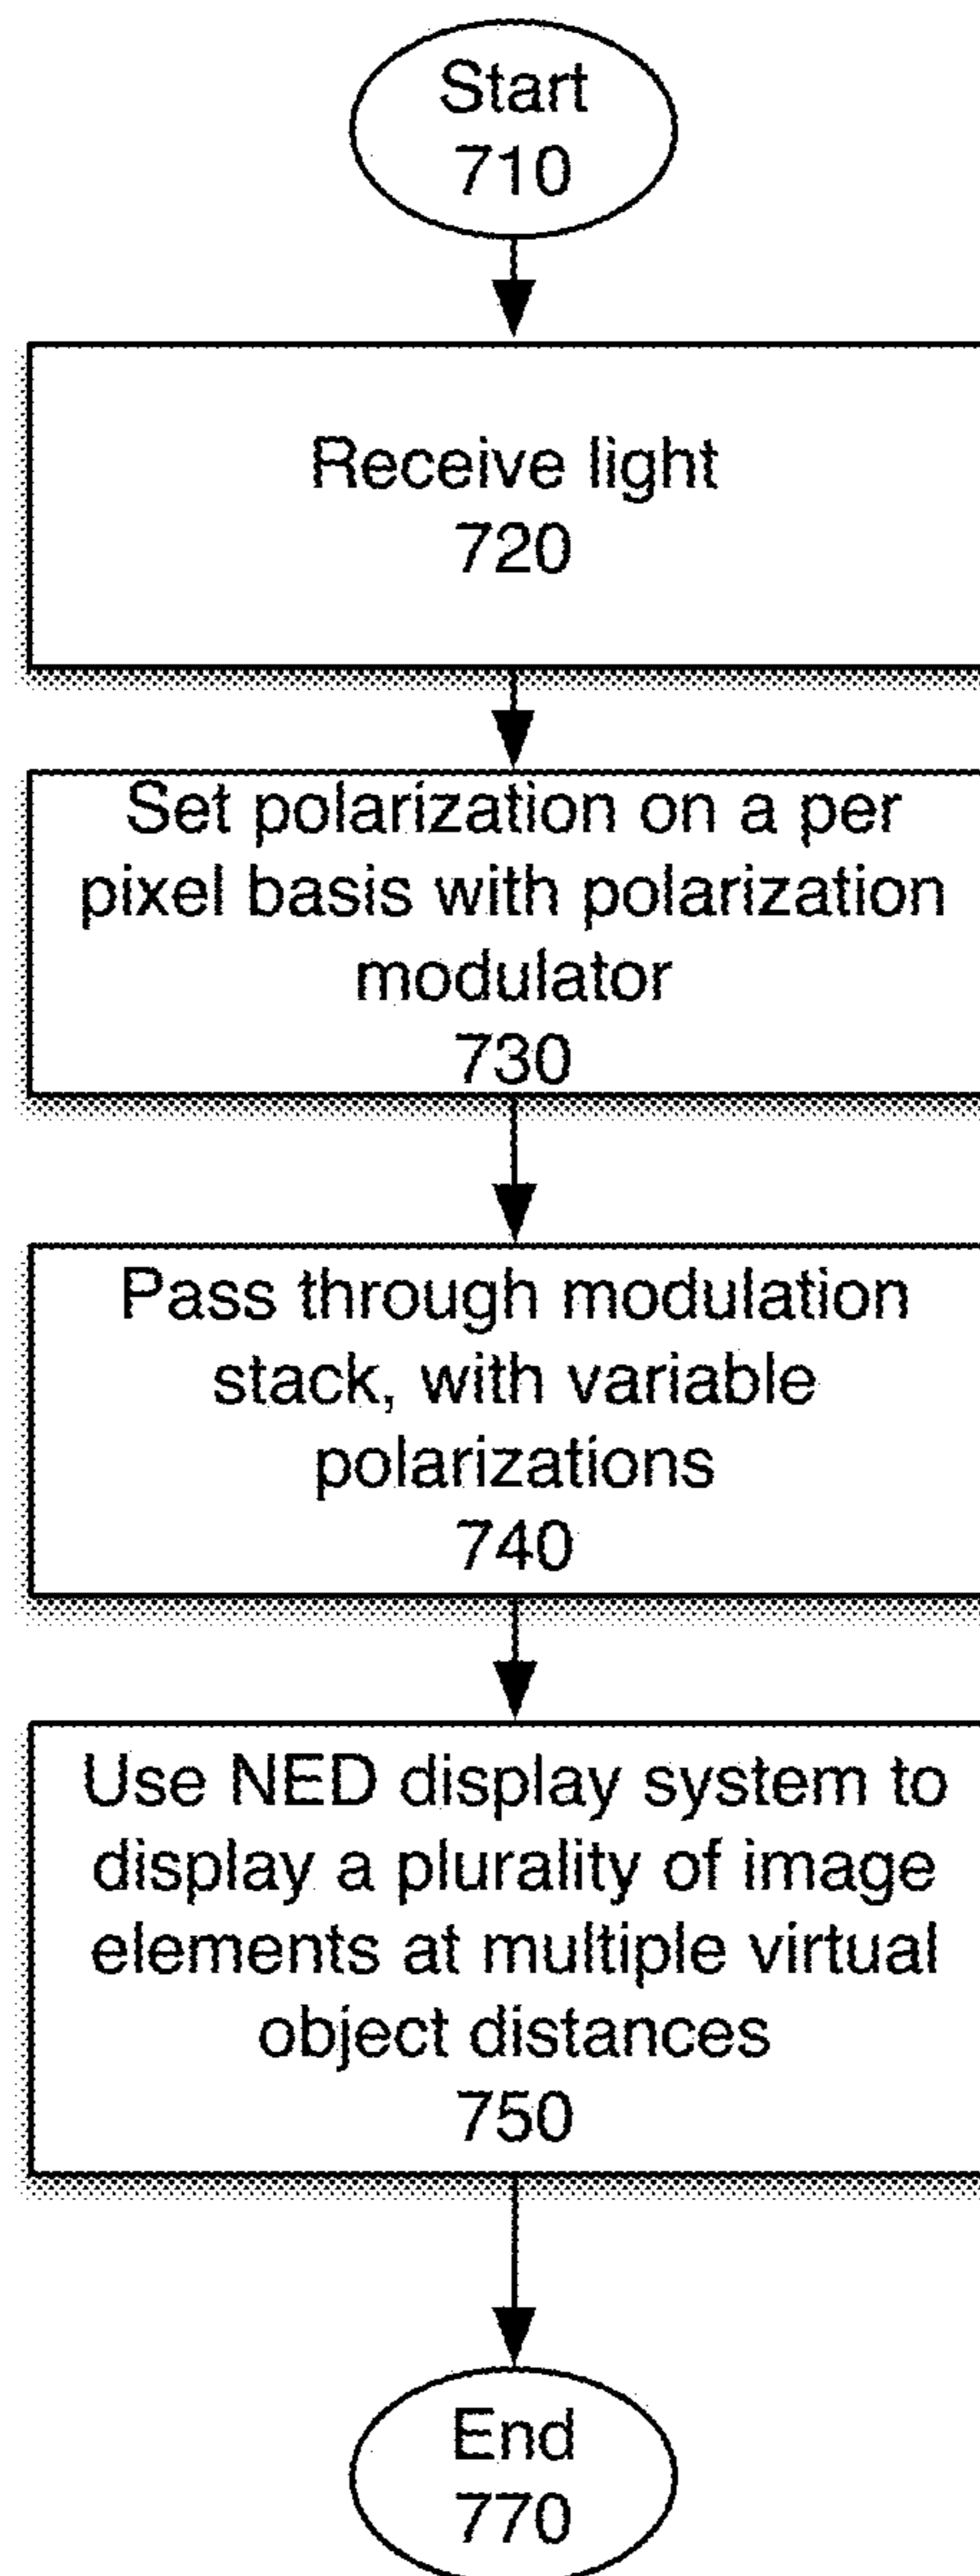 Start
710
Receive light
720
Set polarization on a per
pixel basis with polarization
modulator
730
Pass through modulation
stack, with variable
polarizations
740
Use NED display system to
display a plurality of image
elements at multiple virtual
object distances
750
End
770